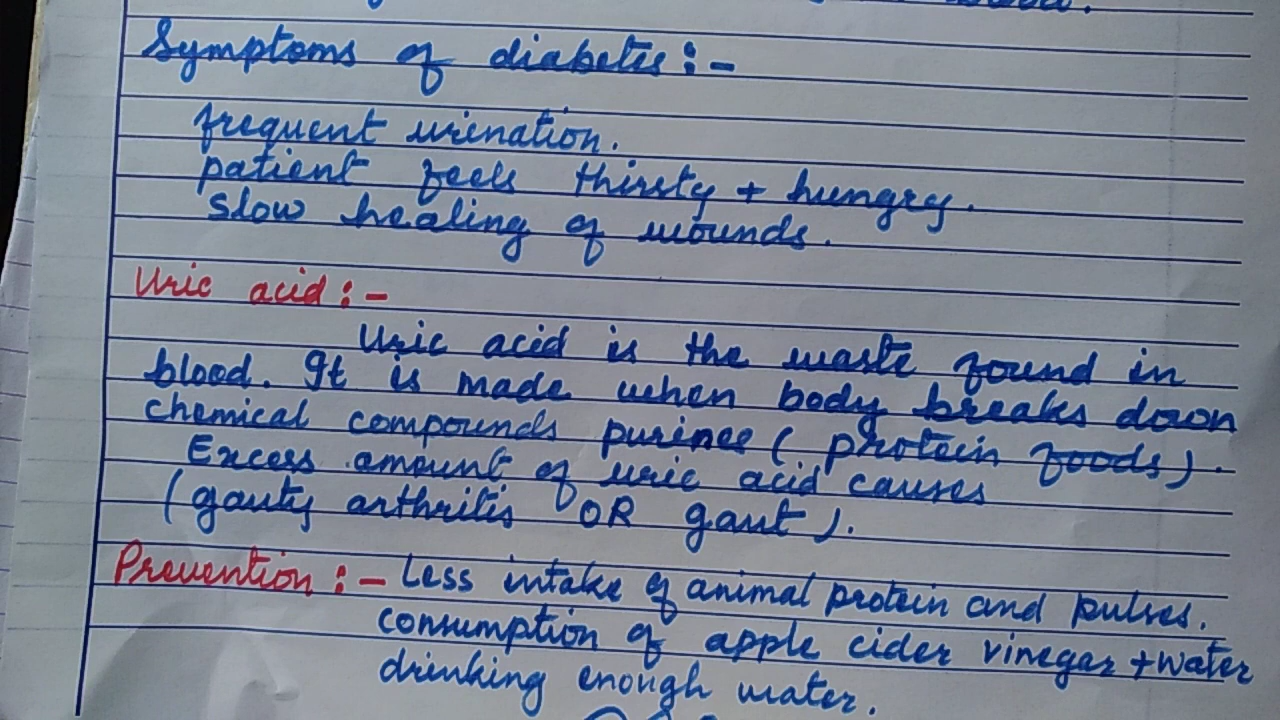 Symptoms of diabetes :-
frequent urination.
patient feels thirsty + hungry.
slow healing of wounds.
Uric acid :-
Uric acid is the waste found in
blood. It is made when body breaks down
chemical compounds purines ( protein foods ) .
Excess amount of uric acid causes
( gauty arthritis OR gaut ).
Prevention :- Less intake of animal protein and pulses.
consumption of apple cider vinegar + water
drinking enough water.